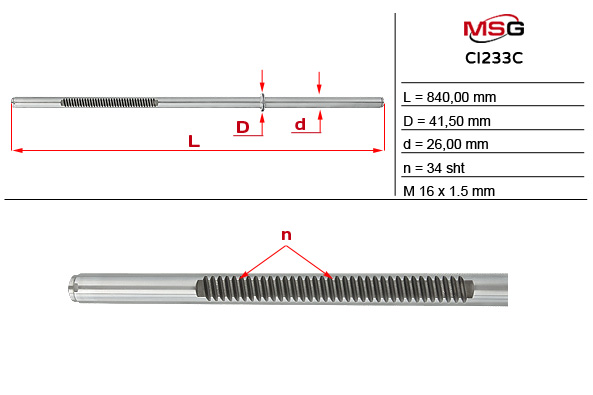 MSG
CI233C
L = 840,00 mm
D = 41,50 mm
d = 26,00 mm
n = 34 sht
M 16 x 1.5 mm
D
d
L
n